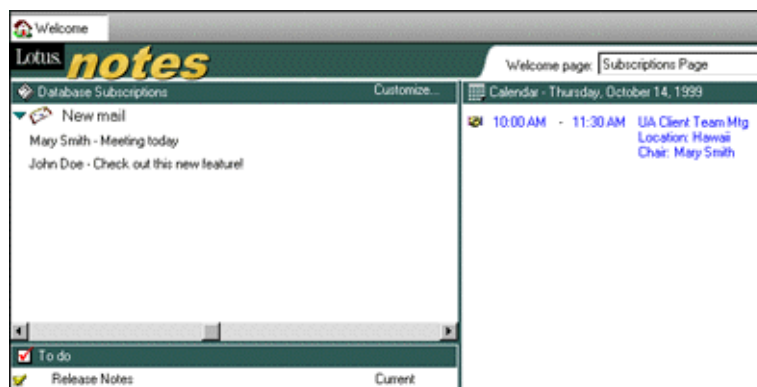 Welcome
Lotus notes
Welcome page: Subscriptions Page
Database Subscriptions Customize...
New mail
Mary Smith - Meeting today
John Doe - Check out this new feature!
Calendar - Thursday, October 14, 1999
10:00 AM - 11:30 AM UA Client Team Mtg
Location: Hawaii
Chair: Mary Smith
To do
Release Notes Current